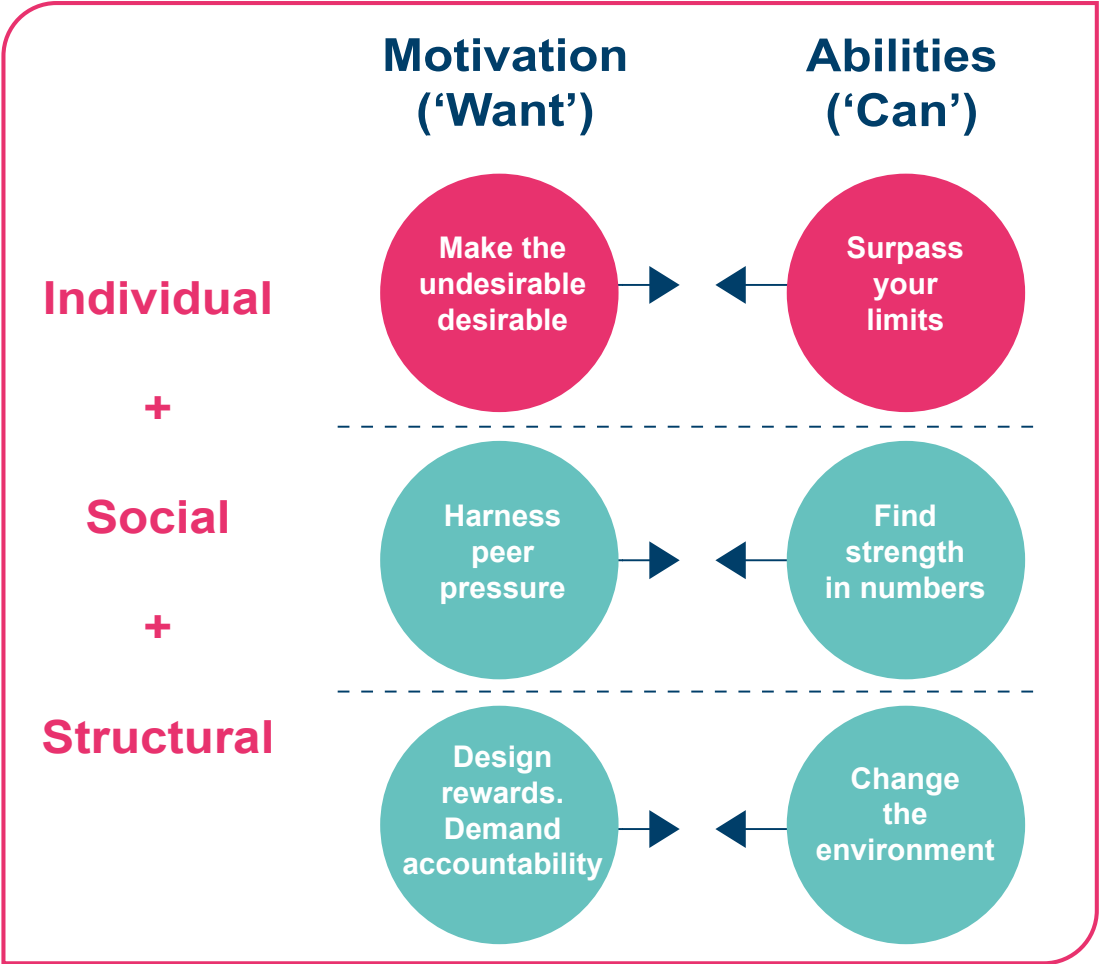 Motivation
(‘Want’)
Abilities
(‘Can’)
Individual
Make the
undesirable
desirable
Surpass
your
limits
+
Social
Harness
peer
pressure
Find
strength
in numbers
+
Structural
Design
rewards.
Demand
accountability
Change
the
environment